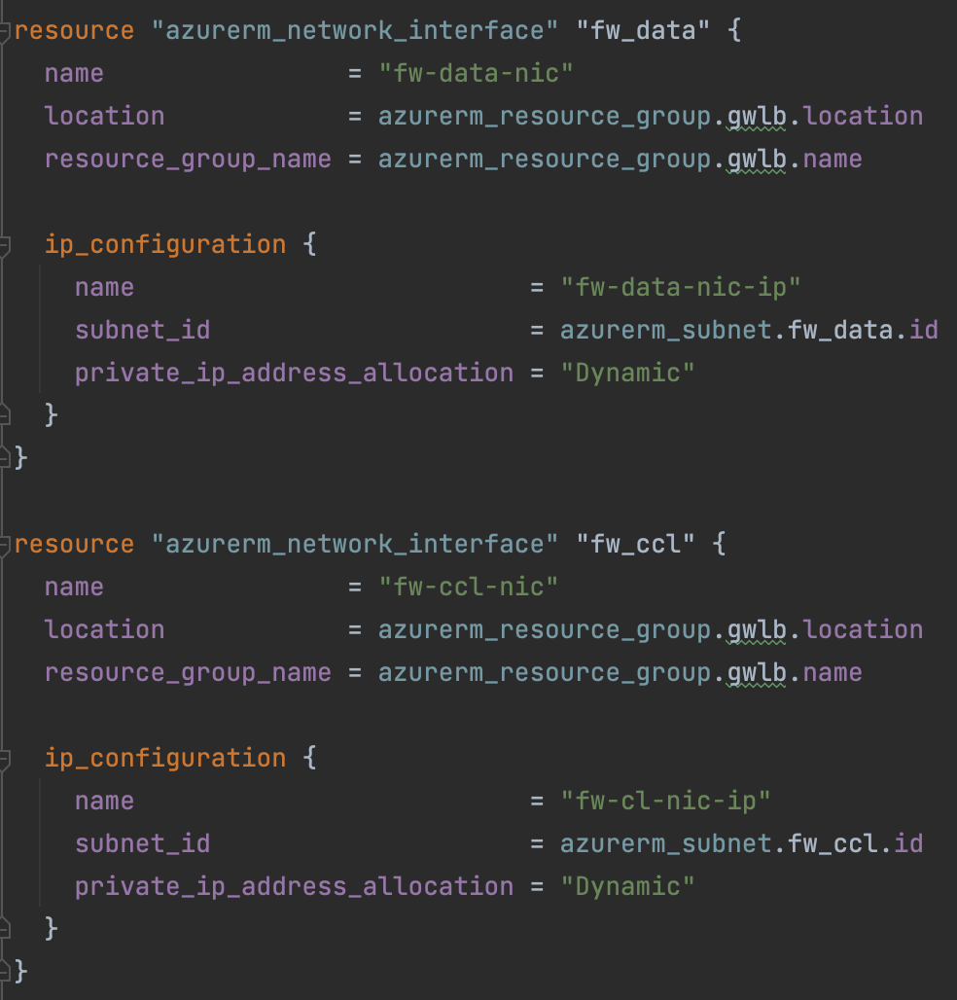 resource "azurerm_network_interface" "fw_data" {
  name                = "fw-data-nic"
  location            = azurerm_resource_group.gwlb.location
  resource_group_name = azurerm_resource_group.gwlb.name

  ip_configuration {
    name                          = "fw-data-nic-ip"
    subnet_id                     = azurerm_subnet.fw_data.id
    private_ip_address_allocation = "Dynamic"
  }
}

resource "azurerm_network_interface" "fw_ccl" {
  name                = "fw-ccl-nic"
  location            = azurerm_resource_group.gwlb.location
  resource_group_name = azurerm_resource_group.gwlb.name

  ip_configuration {
    name                          = "fw-cl-nic-ip"
    subnet_id                     = azurerm_subnet.fw_ccl.id
    private_ip_address_allocation = "Dynamic"
  }
}